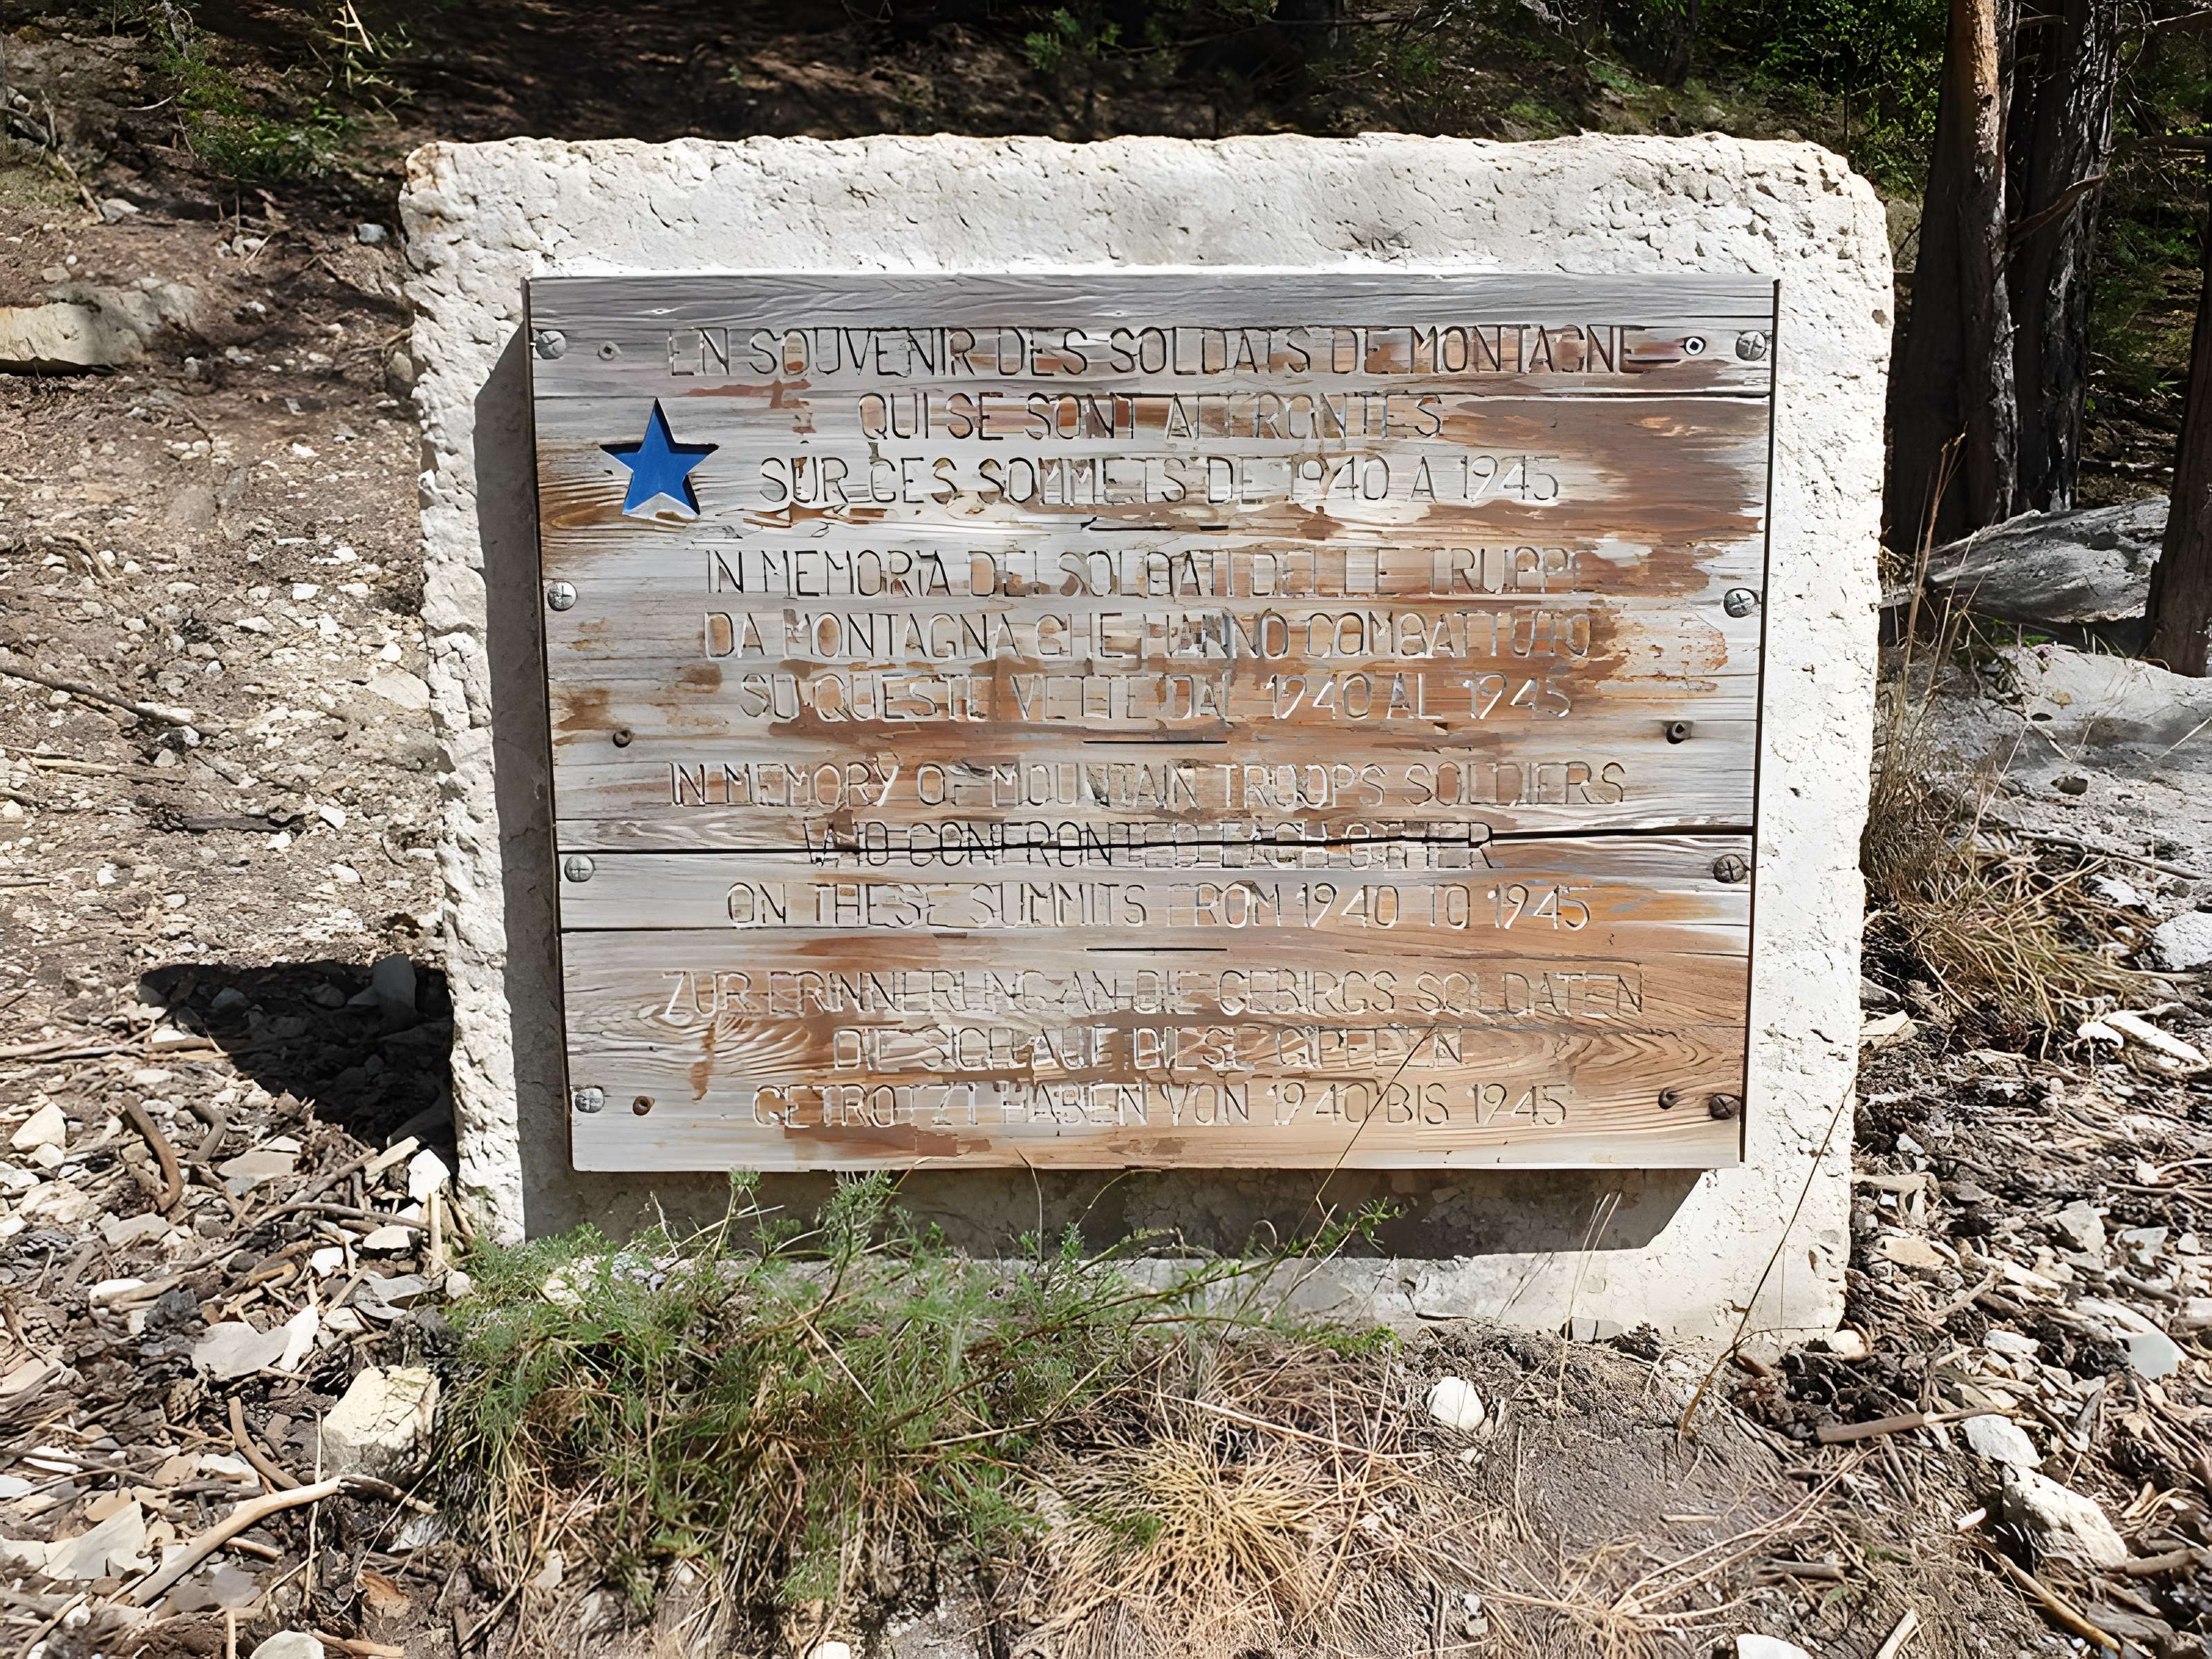 EN SOUVENIR DES SOLDATS DE MONTAGNE
QUI SE SONT AFFRONTES
SUR CES SOMMETS DE 1940 A 1945
IN MEMORIA DEI SOLDATI DELLE TRUPPE
DA MONTAGNA CHE HANNO COMBATTUTO
SU QUESTE VETTE DAL 1940 AL 1945
IN MEMORY OF MOUNTAIN TROOPS SOLDIERS
WHO CONFRONTED EACH OTHER
ON THESE SUMMITS FROM 1940 TO 1945
ZUR ERINNERUNG AN DIE GEBIRGS SOLDATEN
DIE SICH AUF DIESE GIPFELN
GETROTZT HABEN VON 1940 BIS 1945